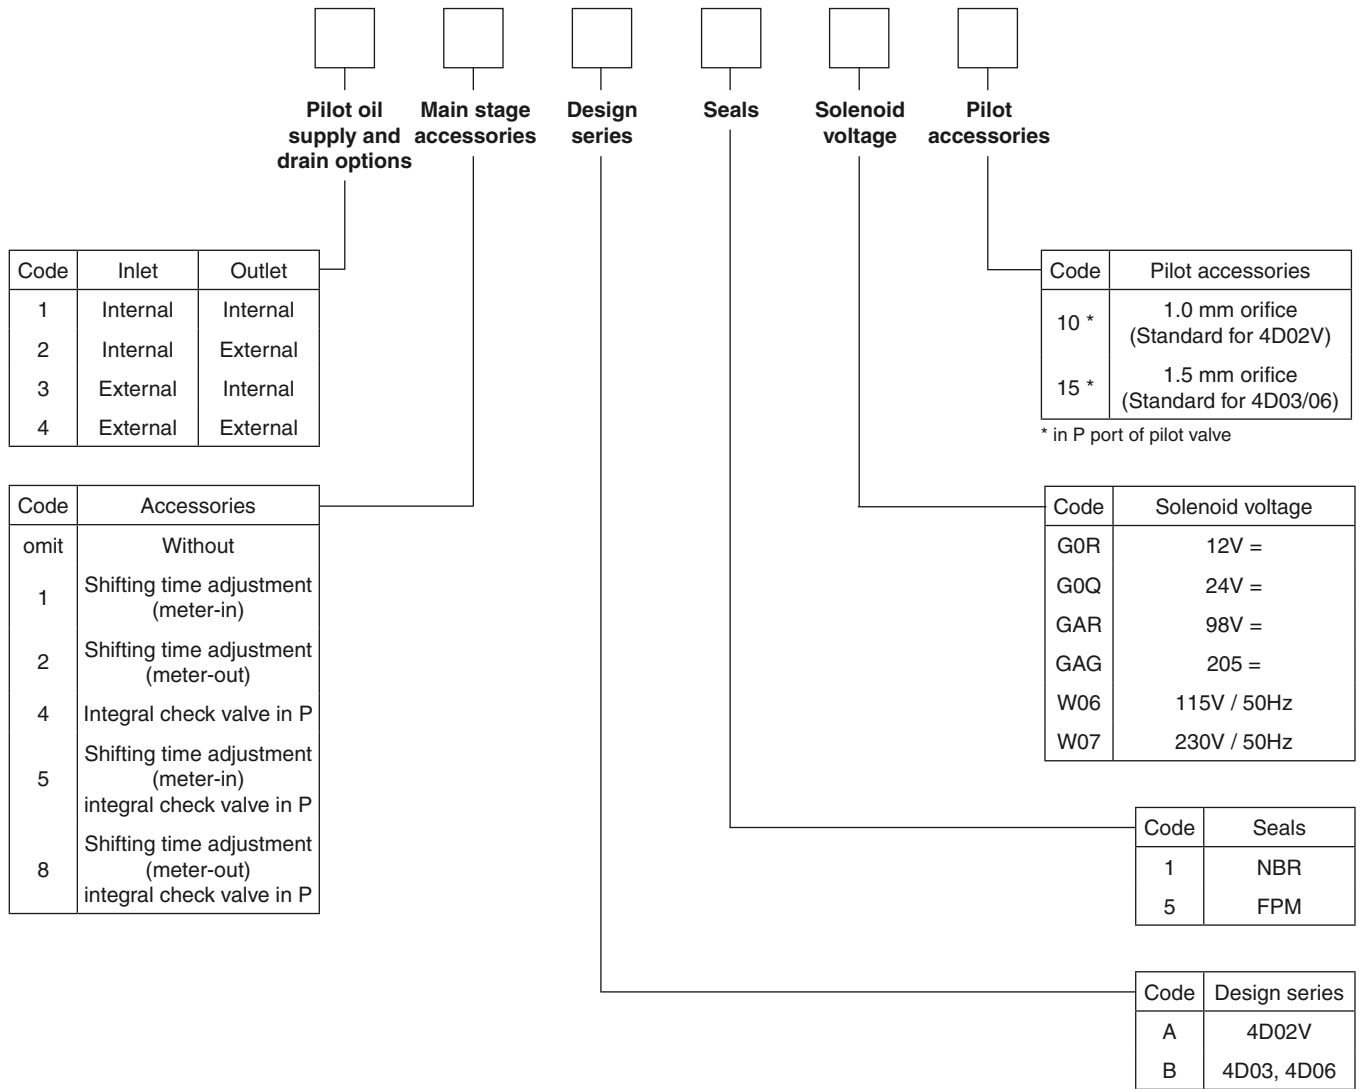 Pilot oil
supply and
drain options
Main stage
accessories
Design
series
Seals
Solenoid
voltage
Pilot
accessories
Code Inlet Outlet
1 Internal Internal
2 Internal External
3 External Internal
4 External External
Code Accessories
omit Without
1 Shifting time adjustment
(meter-in)
2 Shifting time adjustment
(meter-out)
4 Integral check valve in P
5 Shifting time adjustment
(meter-in)
integral check valve in P
8 Shifting time adjustment
(meter-out)
integral check valve in P
Code Pilot accessories
10 * 1.0 mm orifice
(Standard for 4D02V)
15 * 1.5 mm orifice
(Standard for 4D03/06)
* in P port of pilot valve
Code Solenoid voltage
G0R 12V =
G0Q 24V =
GAR 98V =
GAG 205 =
W06 115V / 50Hz
W07 230V / 50Hz
Code Seals
1 NBR
5 FPM
Code Design series
A 4D02V
B 4D03, 4D06